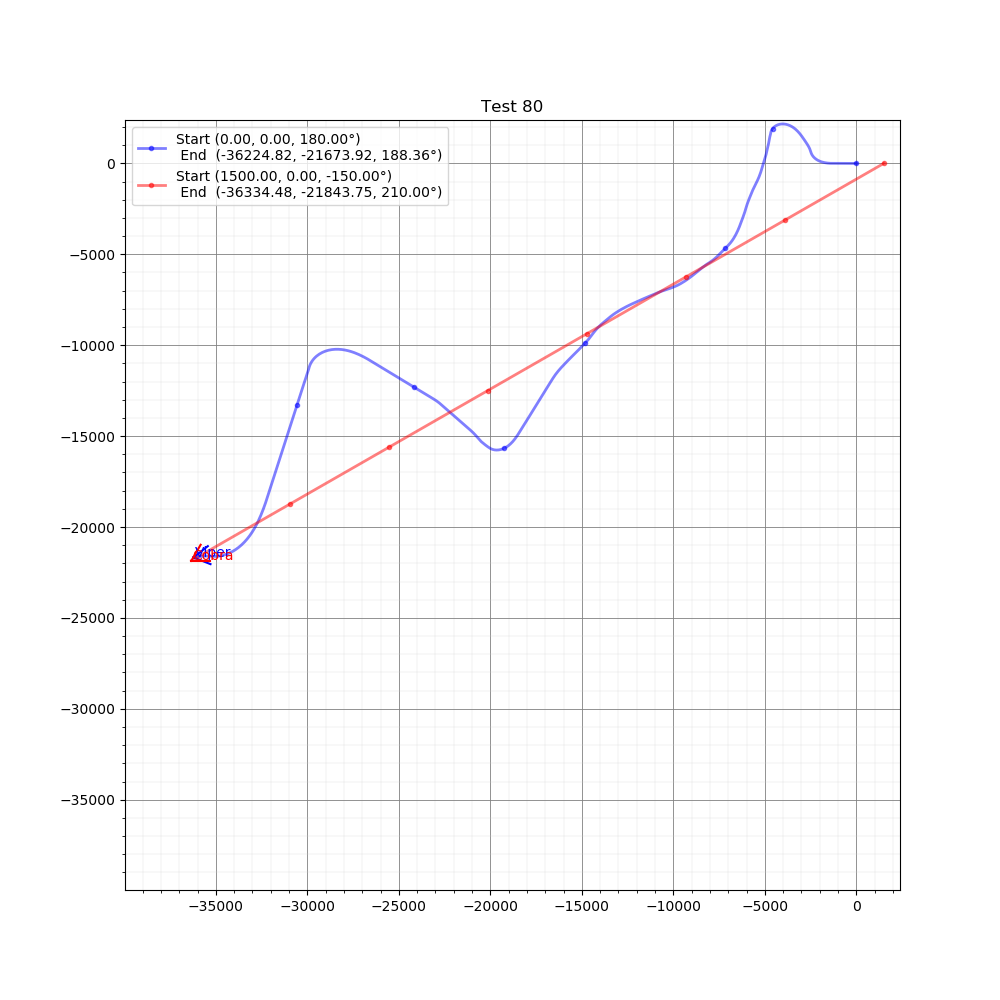 Test 80
Start (0.00, 0.00, 180.00°)
End (-36224.82, -21673.92, 188.36°)
Start (1500.00, 0.00, -150.00°)
End (-36334.48, -21843.75, 210.00°)
0
−5000
−10000
−15000
−20000
−25000
−30000
−35000
−35000 −30000 −25000 −20000 −15000 −10000 −5000 0